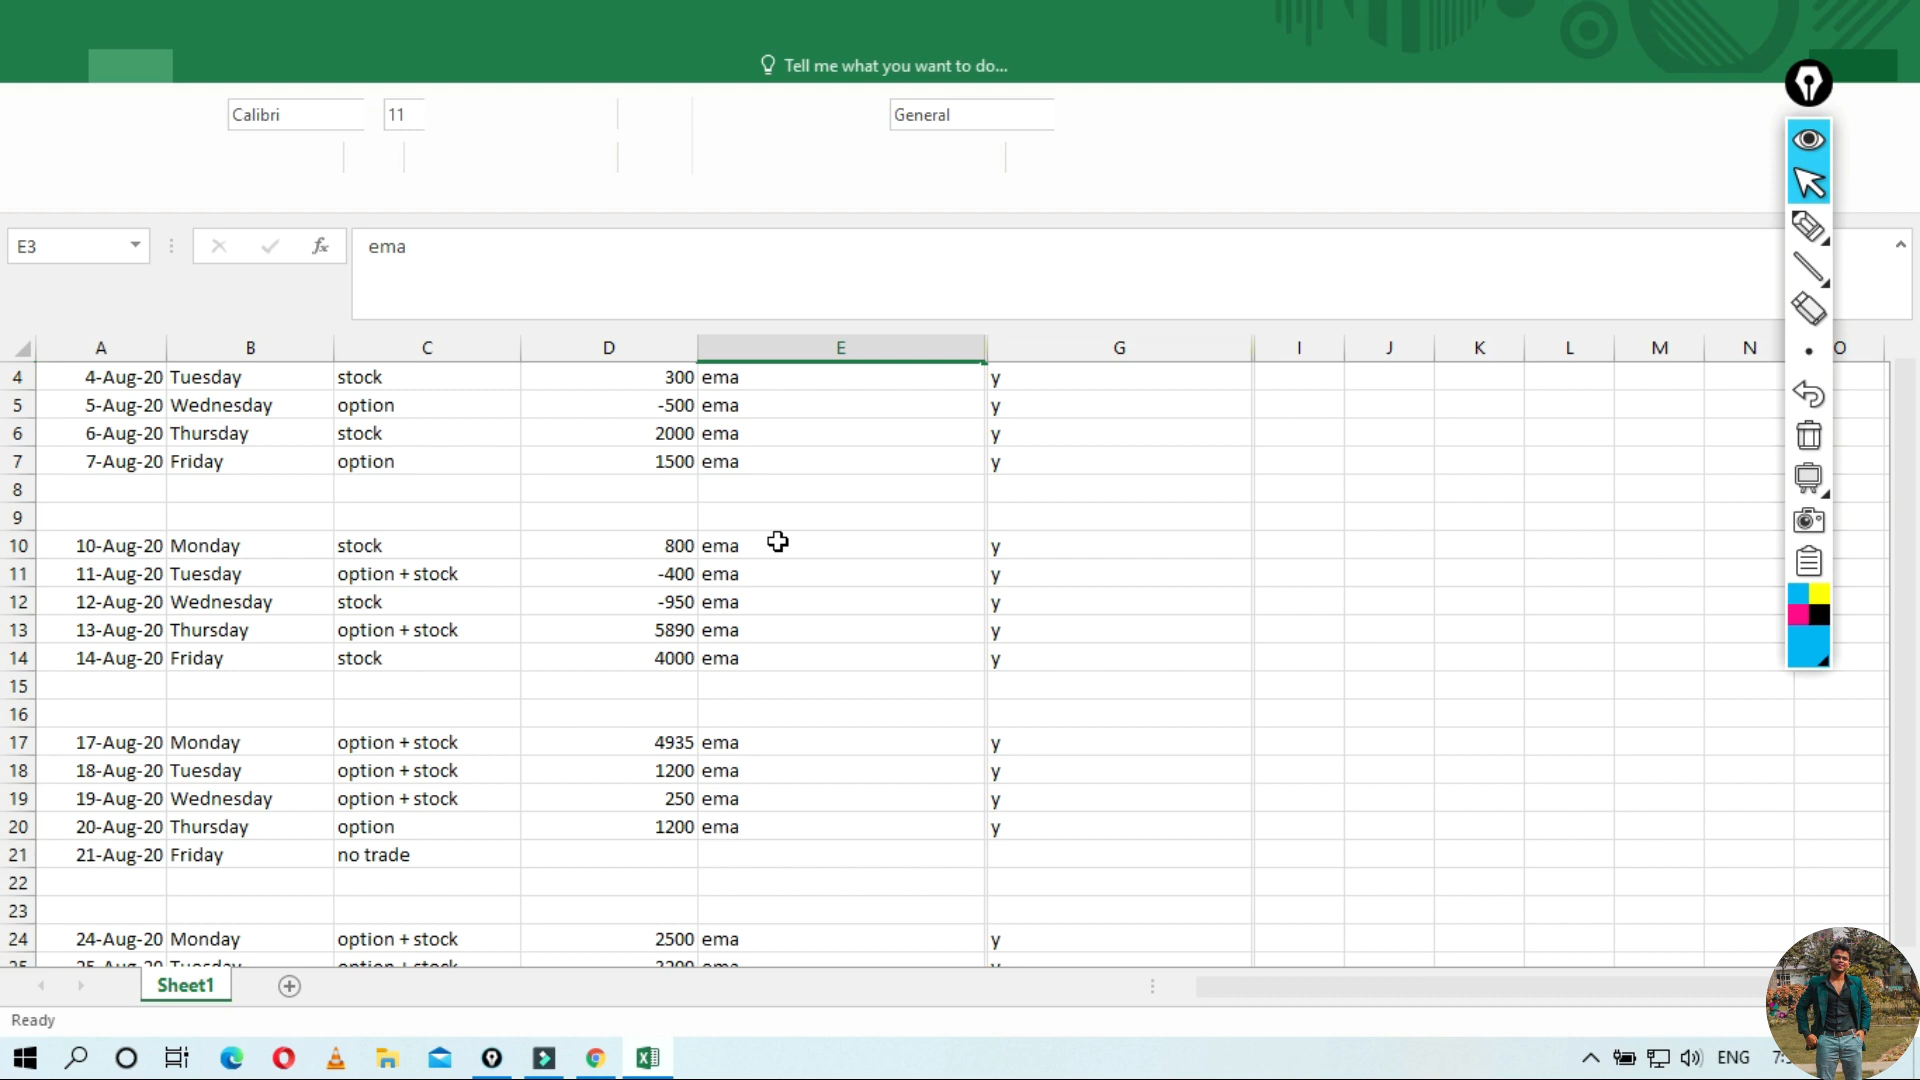 Tell me what you want to do...
Calibri 11 General
E3 fx ema
A B C D E G I J K L M N O
4 4-Aug-20 Tuesday stock 300 ema y
5 5-Aug-20 Wednesday option -500 ema y
6 6-Aug-20 Thursday stock 2000 ema y
7 7-Aug-20 Friday option 1500 ema y
8
9
10 10-Aug-20 Monday stock 800 ema y
11 11-Aug-20 Tuesday option + stock -400 ema y
12 12-Aug-20 Wednesday stock -950 ema y
13 13-Aug-20 Thursday option + stock 5890 ema y
14 14-Aug-20 Friday stock 4000 ema y
15
16
17 17-Aug-20 Monday option + stock 4935 ema y
18 18-Aug-20 Tuesday option + stock 1200 ema y
19 19-Aug-20 Wednesday option + stock 250 ema y
20 20-Aug-20 Thursday option 1200 ema y
21 21-Aug-20 Friday no trade
22
23
24 24-Aug-20 Monday option + stock 2500 ema y
Sheet1
Ready
ENG